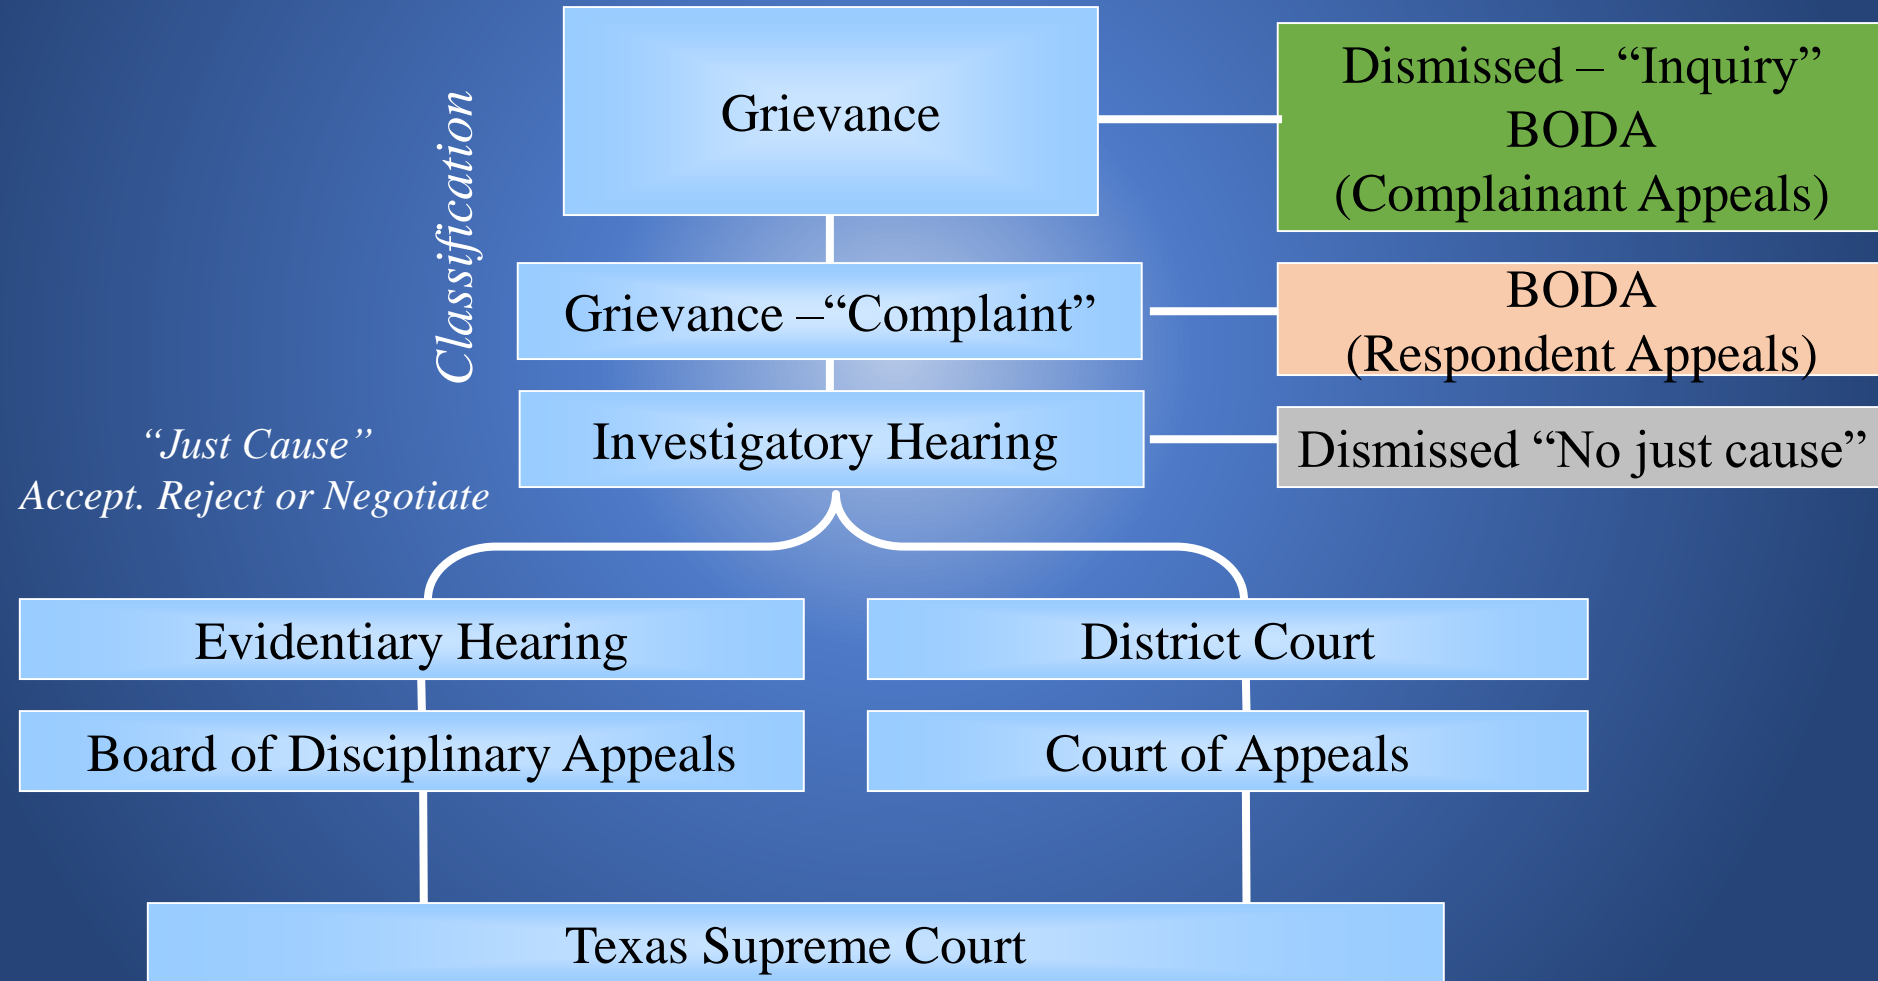 Grievance
Dismissed – “Inquiry”
BODA
(Complainant Appeals)
Classification
Grievance –“Complaint”
BODA
(Respondent Appeals)
Investigatory Hearing
Dismissed “No just cause”
“Just Cause”
Accept. Reject or Negotiate
Evidentiary Hearing
District Court
Board of Disciplinary Appeals
Court of Appeals
Texas Supreme Court